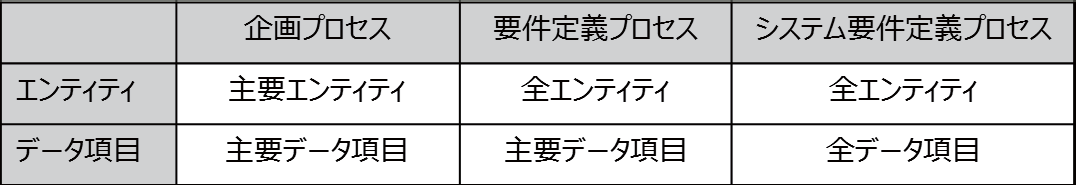 企画プロセス 要件定義プロセス システム要件定義プロセス
エンティティ 主要エンティティ 全エンティティ 全エンティティ
データ項目 主要データ項目 主要データ項目 全データ項目